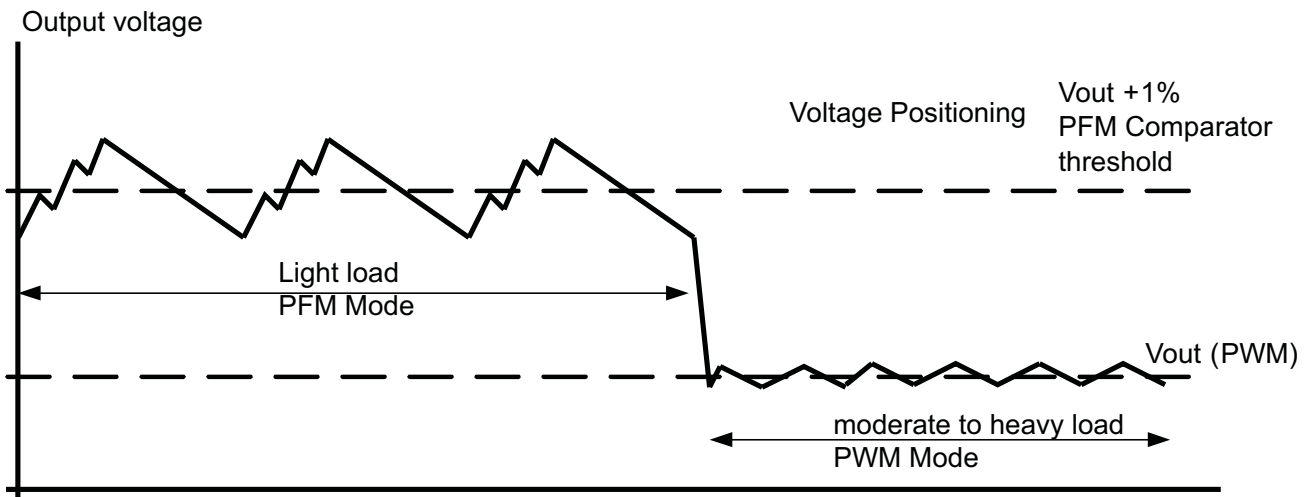 Output voltage
Voltage Positioning
Vout +1%
PFM Comparator
threshold
Light load
PFM Mode
Vout (PWM)
moderate to heavy load
PWM Mode